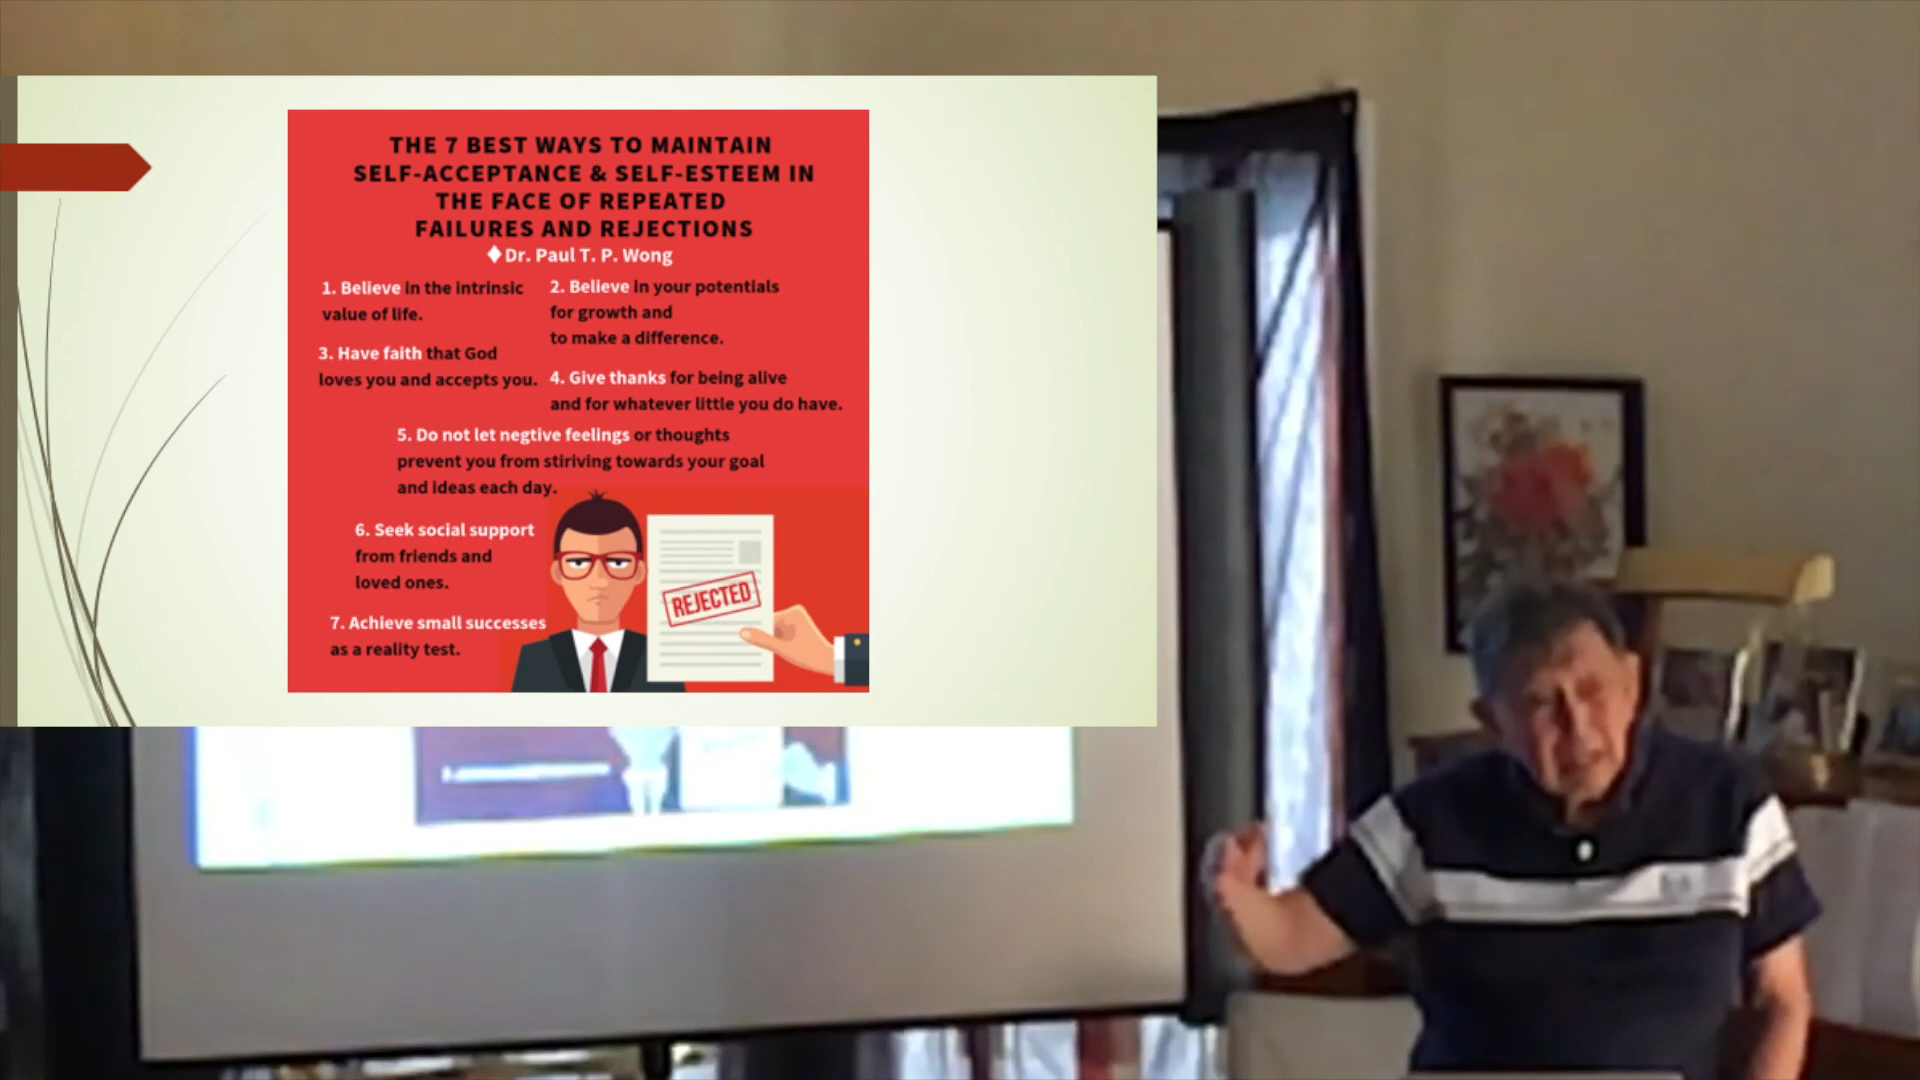 THE 7 BEST WAYS TO MAINTAIN
SELF-ACCEPTANCE & SELF-ESTEEM IN
THE FACE OF REPEATED
FAILURES AND REJECTIONS
♦Dr. Paul T. P. Wong
1. Believe in the intrinsic
value of life.
2. Believe in your potentials
for growth and
to make a difference.
3. Have faith that God
loves you and accepts you.
4. Give thanks for being alive
and for whatever little you do have.
5. Do not let negtive feelings or thoughts
prevent you from stiriving towards your goal
and ideas each day.
6. Seek social support
from friends and
loved ones.
7. Achieve small successes
as a reality test.
REJECTED